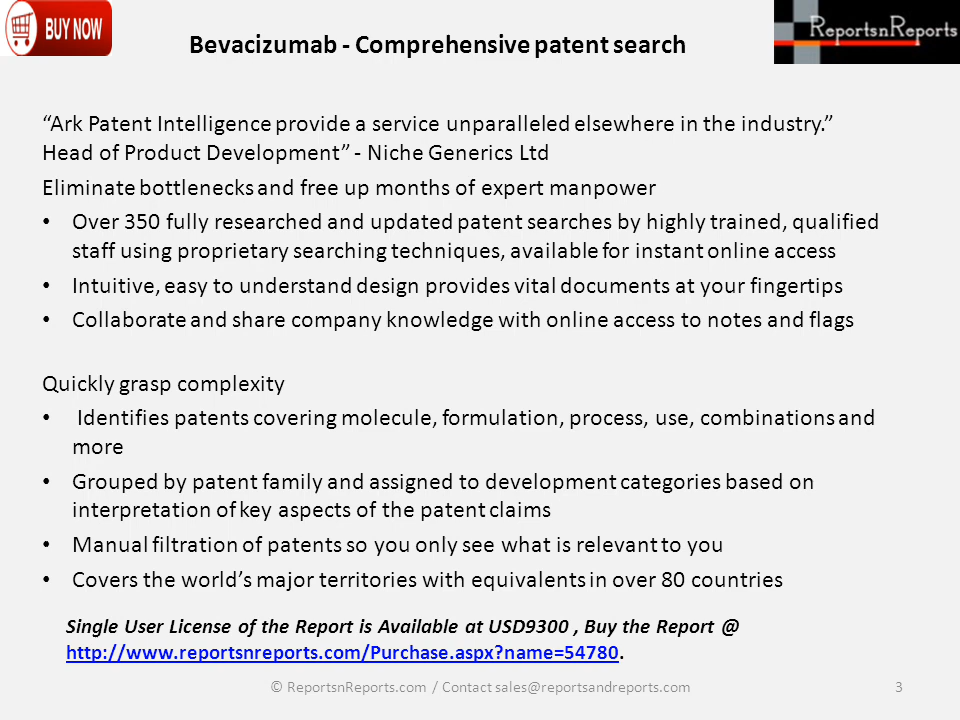 BUY NOW
Bevacizumab - Comprehensive patent search
ReportsnReports
“Ark Patent Intelligence provide a service unparalleled elsewhere in the industry.”
Head of Product Development” - Niche Generics Ltd
Eliminate bottlenecks and free up months of expert manpower
• Over 350 fully researched and updated patent searches by highly trained, qualified
staff using proprietary searching techniques, available for instant online access
• Intuitive, easy to understand design provides vital documents at your fingertips
• Collaborate and share company knowledge with online access to notes and flags
Quickly grasp complexity
• Identifies patents covering molecule, formulation, process, use, combinations and
more
• Grouped by patent family and assigned to development categories based on
interpretation of key aspects of the patent claims
• Manual filtration of patents so you only see what is relevant to you
• Covers the world’s major territories with equivalents in over 80 countries
Single User License of the Report is Available at USD9300 , Buy the Report @
http://www.reportsnreports.com/Purchase.aspx?name=54780.
© ReportsnReports.com / Contact sales@reportsandreports.com
3